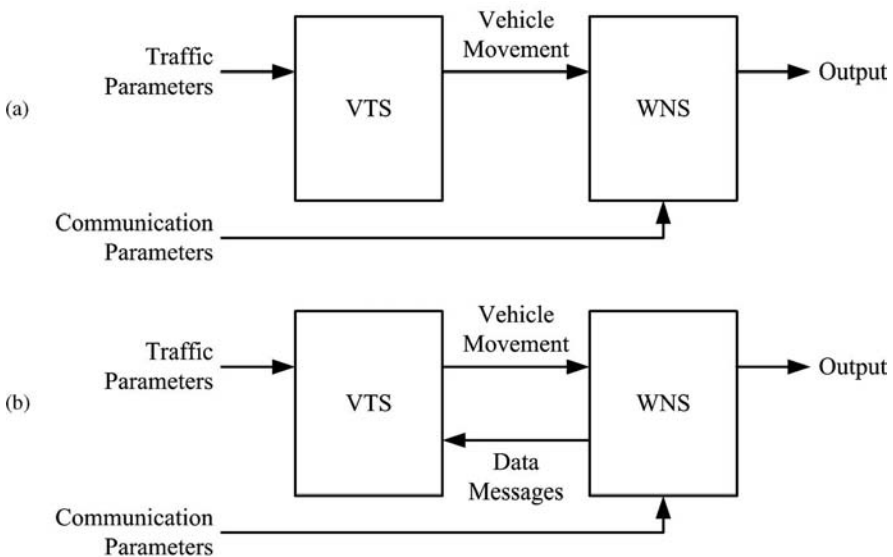 Vehicle
Movement
Traffic
Parameters
VTS
WNS
Output
(a)
Communication
Parameters
Vehicle
Movement
Traffic
Parameters
VTS
WNS
Output
(b)
Data
Messages
Communication
Parameters